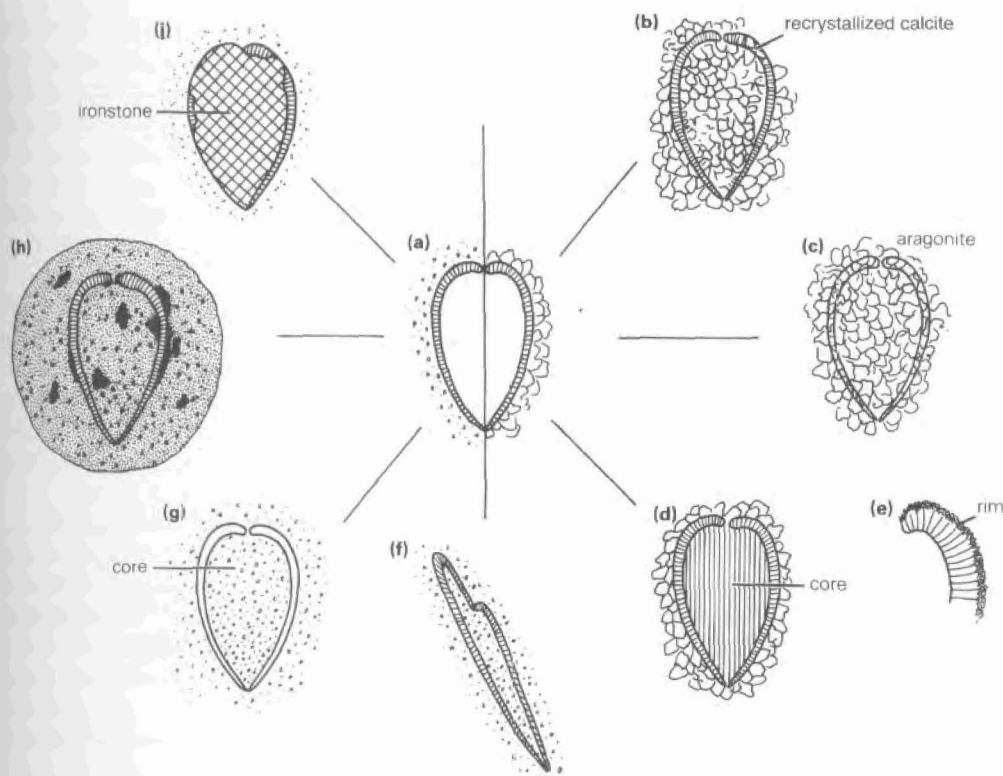 (j)
ironstone
(b)
recrystallized calcite
(h)
(a)
(c)
aragonite
(g)
core
(f)
(d)
core
(e)
rim